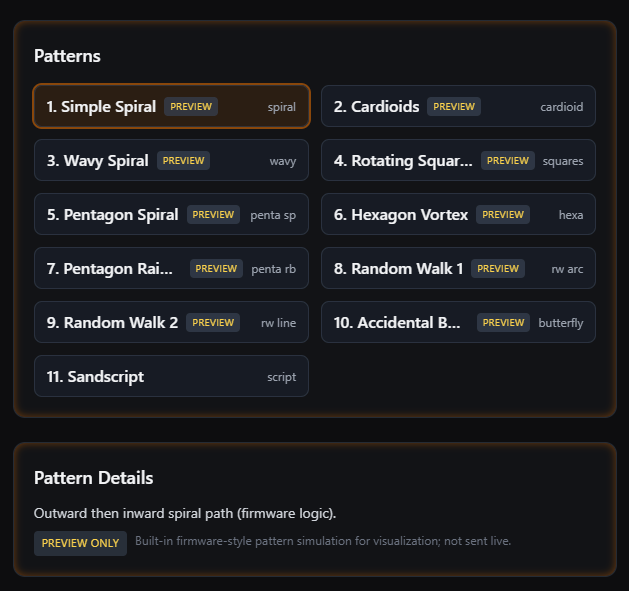 Patterns
1. Simple Spiral PREVIEW spiral
2. Cardioids PREVIEW cardioid
3. Wavy Spiral PREVIEW wavy
4. Rotating Squar... PREVIEW squares
5. Pentagon Spiral PREVIEW penta sp
6. Hexagon Vortex PREVIEW hexa
7. Pentagon Rai... PREVIEW penta rb
8. Random Walk 1 PREVIEW rw arc
9. Random Walk 2 PREVIEW rw line
10. Accidental B... PREVIEW butterfly
11. Sandscript script
Pattern Details
Outward then inward spiral path (firmware logic).
PREVIEW ONLY Built-in firmware-style pattern simulation for visualization; not sent live.